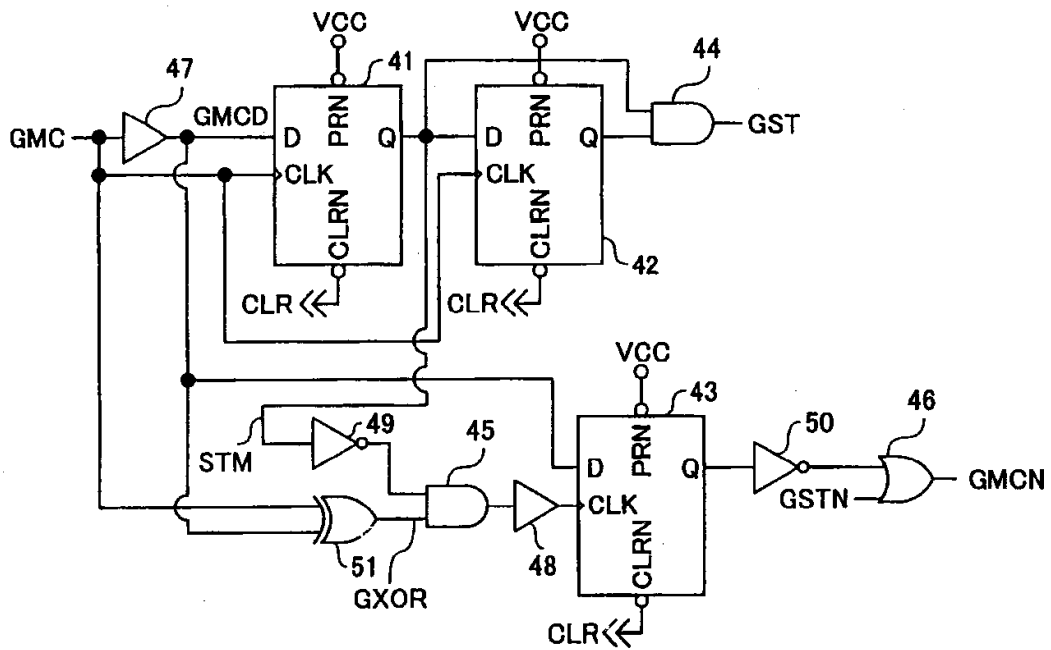 VCC
VCC
44
41
47
GMC
GMCD
D
PRN
Q
CLK
CLRN
D
PRN
Q
CLK
CLRN
GST
42
CLR
CLR
VCC
43
49
45
STM
50
46
D
PRN
Q
CLK
CLRN
GSTN
GMCN
51
48
GXOR
CLR